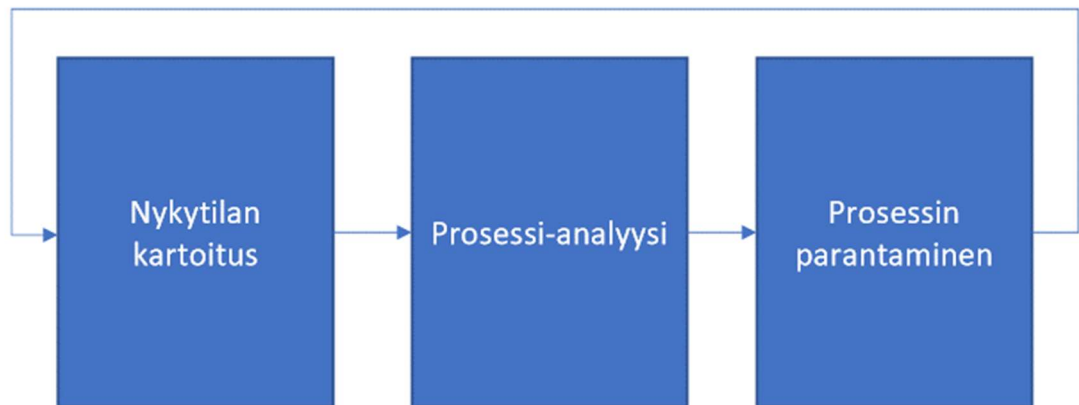 Nykytilan
kartoitus
Prosessi-analyysi
Prosessin
parantaminen